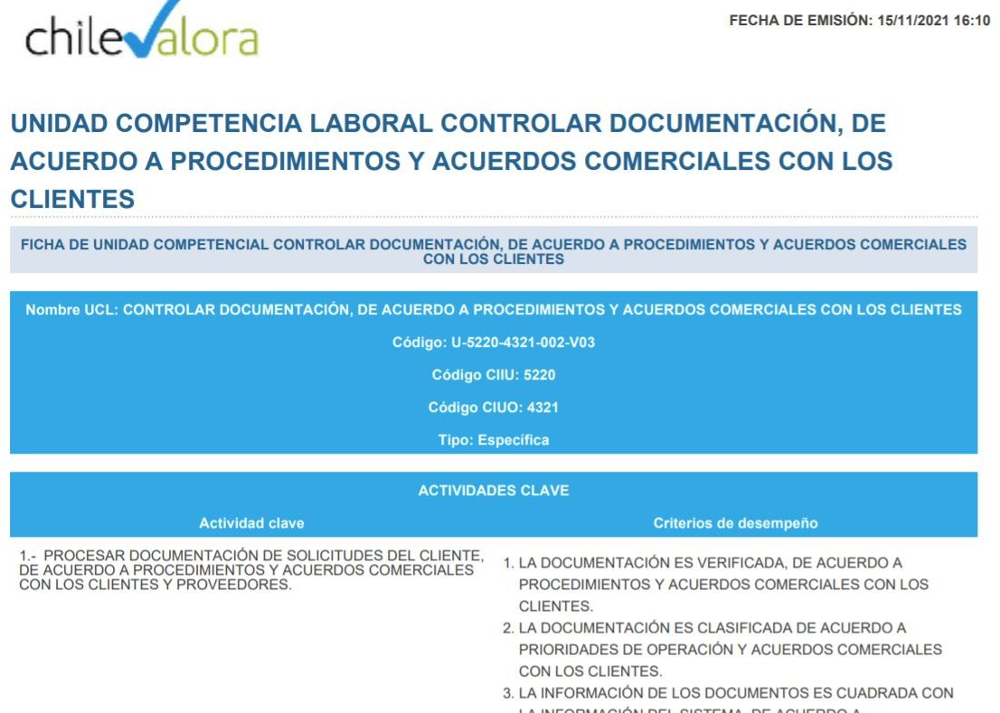 chilevalora
FECHA DE EMISIÓN: 15/11/2021 16:10
UNIDAD COMPETENCIA LABORAL CONTROLAR DOCUMENTACIÓN, DE
ACUERDO A PROCEDIMIENTOS Y ACUERDOS COMERCIALES CON LOS
CLIENTES
FICHA DE UNIDAD COMPETENCIAL CONTROLAR DOCUMENTACIÓN, DE ACUERDO A PROCEDIMIENTOS Y ACUERDOS COMERCIALES
CON LOS CLIENTES
Nombre UCL: CONTROLAR DOCUMENTACIÓN, DE ACUERDO A PROCEDIMIENTOS Y ACUERDOS COMERCIALES CON LOS CLIENTES
Código: U-5220-4321-002-V03
Código CIIU: 5220
Código CIUO: 4321
Tipo: Específica
ACTIVIDADES CLAVE
Actividad clave
Criterios de desempeño
1.- PROCESAR DOCUMENTACIÓN DE SOLICITUDES DEL CLIENTE,
DE ACUERDO A PROCEDIMIENTOS Y ACUERDOS COMERCIALES
CON LOS CLIENTES Y PROVEEDORES.
1. LA DOCUMENTACIÓN ES VERIFICADA, DE ACUERDO A
PROCEDIMIENTOS Y ACUERDOS COMERCIALES CON LOS
CLIENTES.
2. LA DOCUMENTACIÓN ES CLASIFICADA DE ACUERDO A
PRIORIDADES DE OPERACIÓN Y ACUERDOS COMERCIALES
CON LOS CLIENTES.
3. LA INFORMACIÓN DE LOS DOCUMENTOS ES CUADRADA CON
LA INFORMACIÓN DEL SISTEMA, DE ACUERDO A